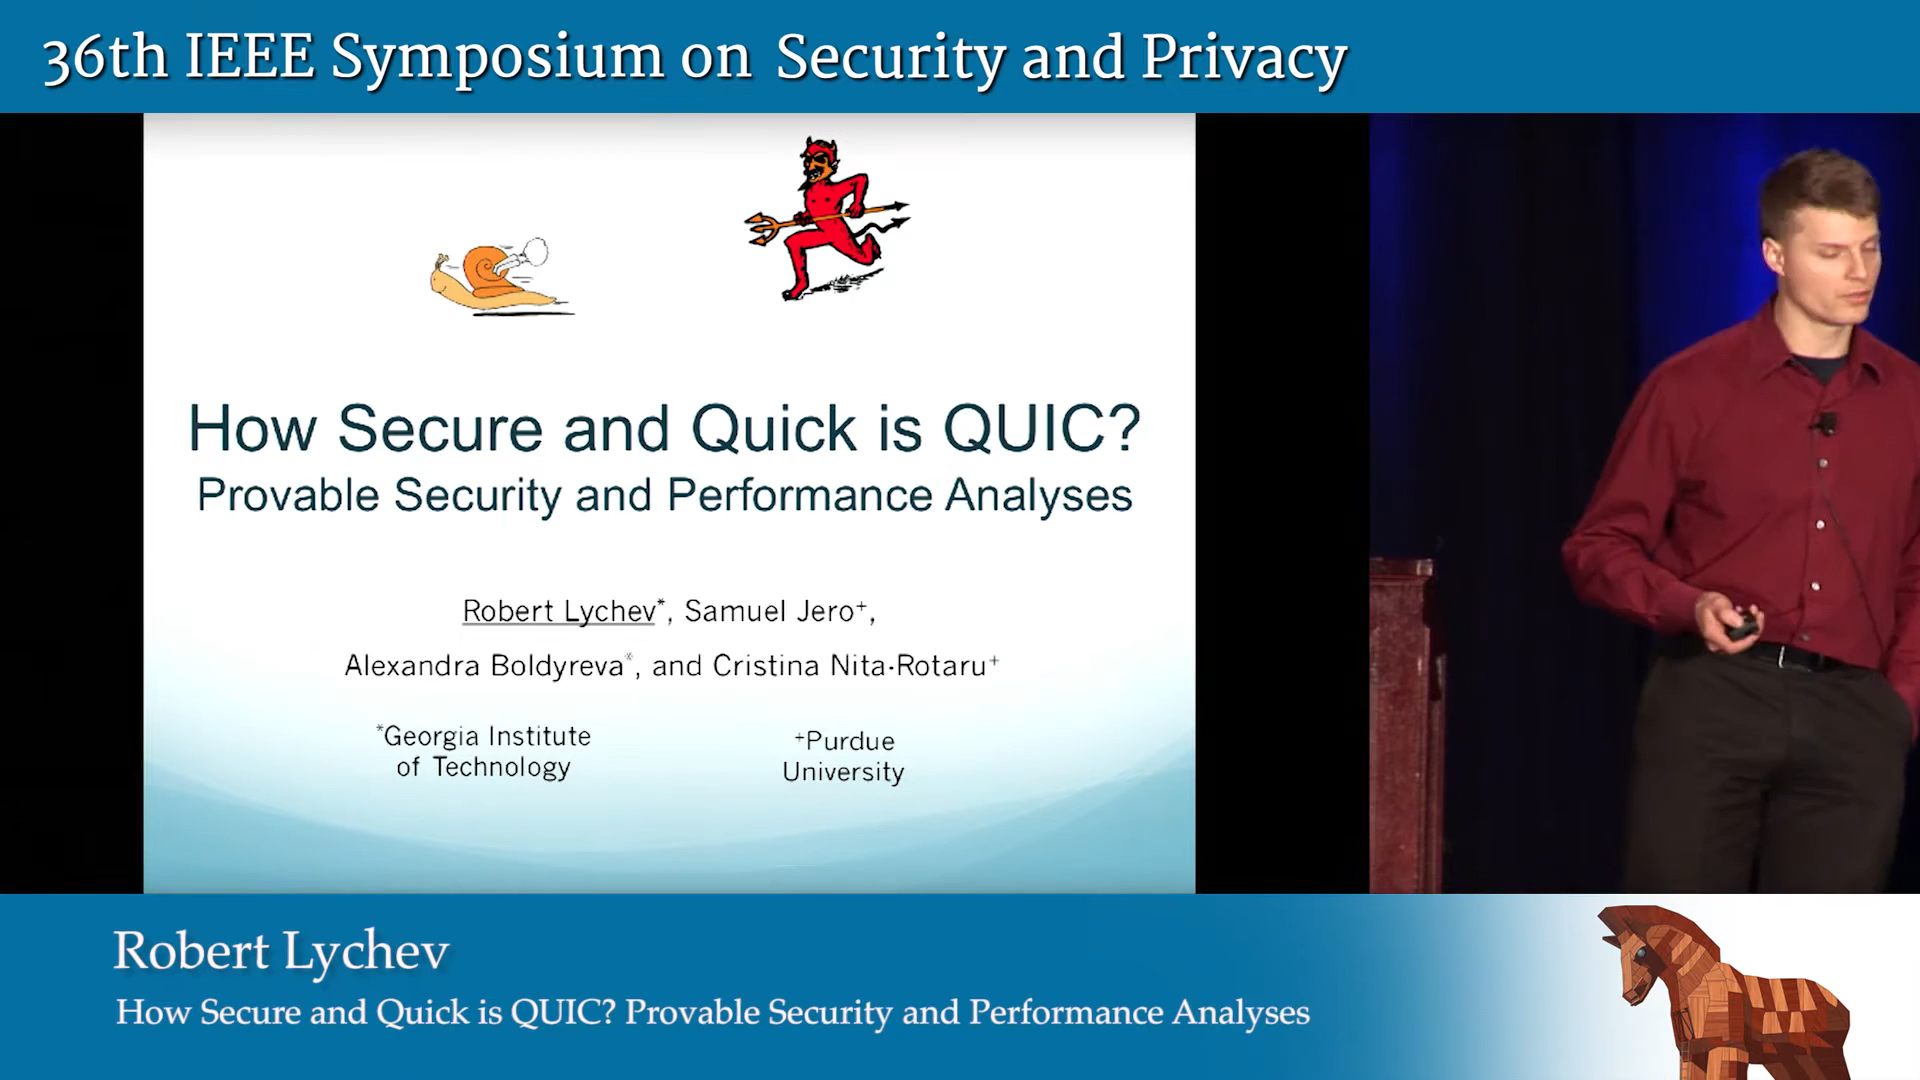 36th IEEE Symposium on Security and Privacy
How Secure and Quick is QUIC?
Provable Security and Performance Analyses
Robert Lychev*, Samuel Jero+,
Alexandra Boldyreva*, and Cristina Nita-Rotaru+
*Georgia Institute
of Technology
+Purdue
University
Robert Lychev
How Secure and Quick is QUIC? Provable Security and Performance Analyses